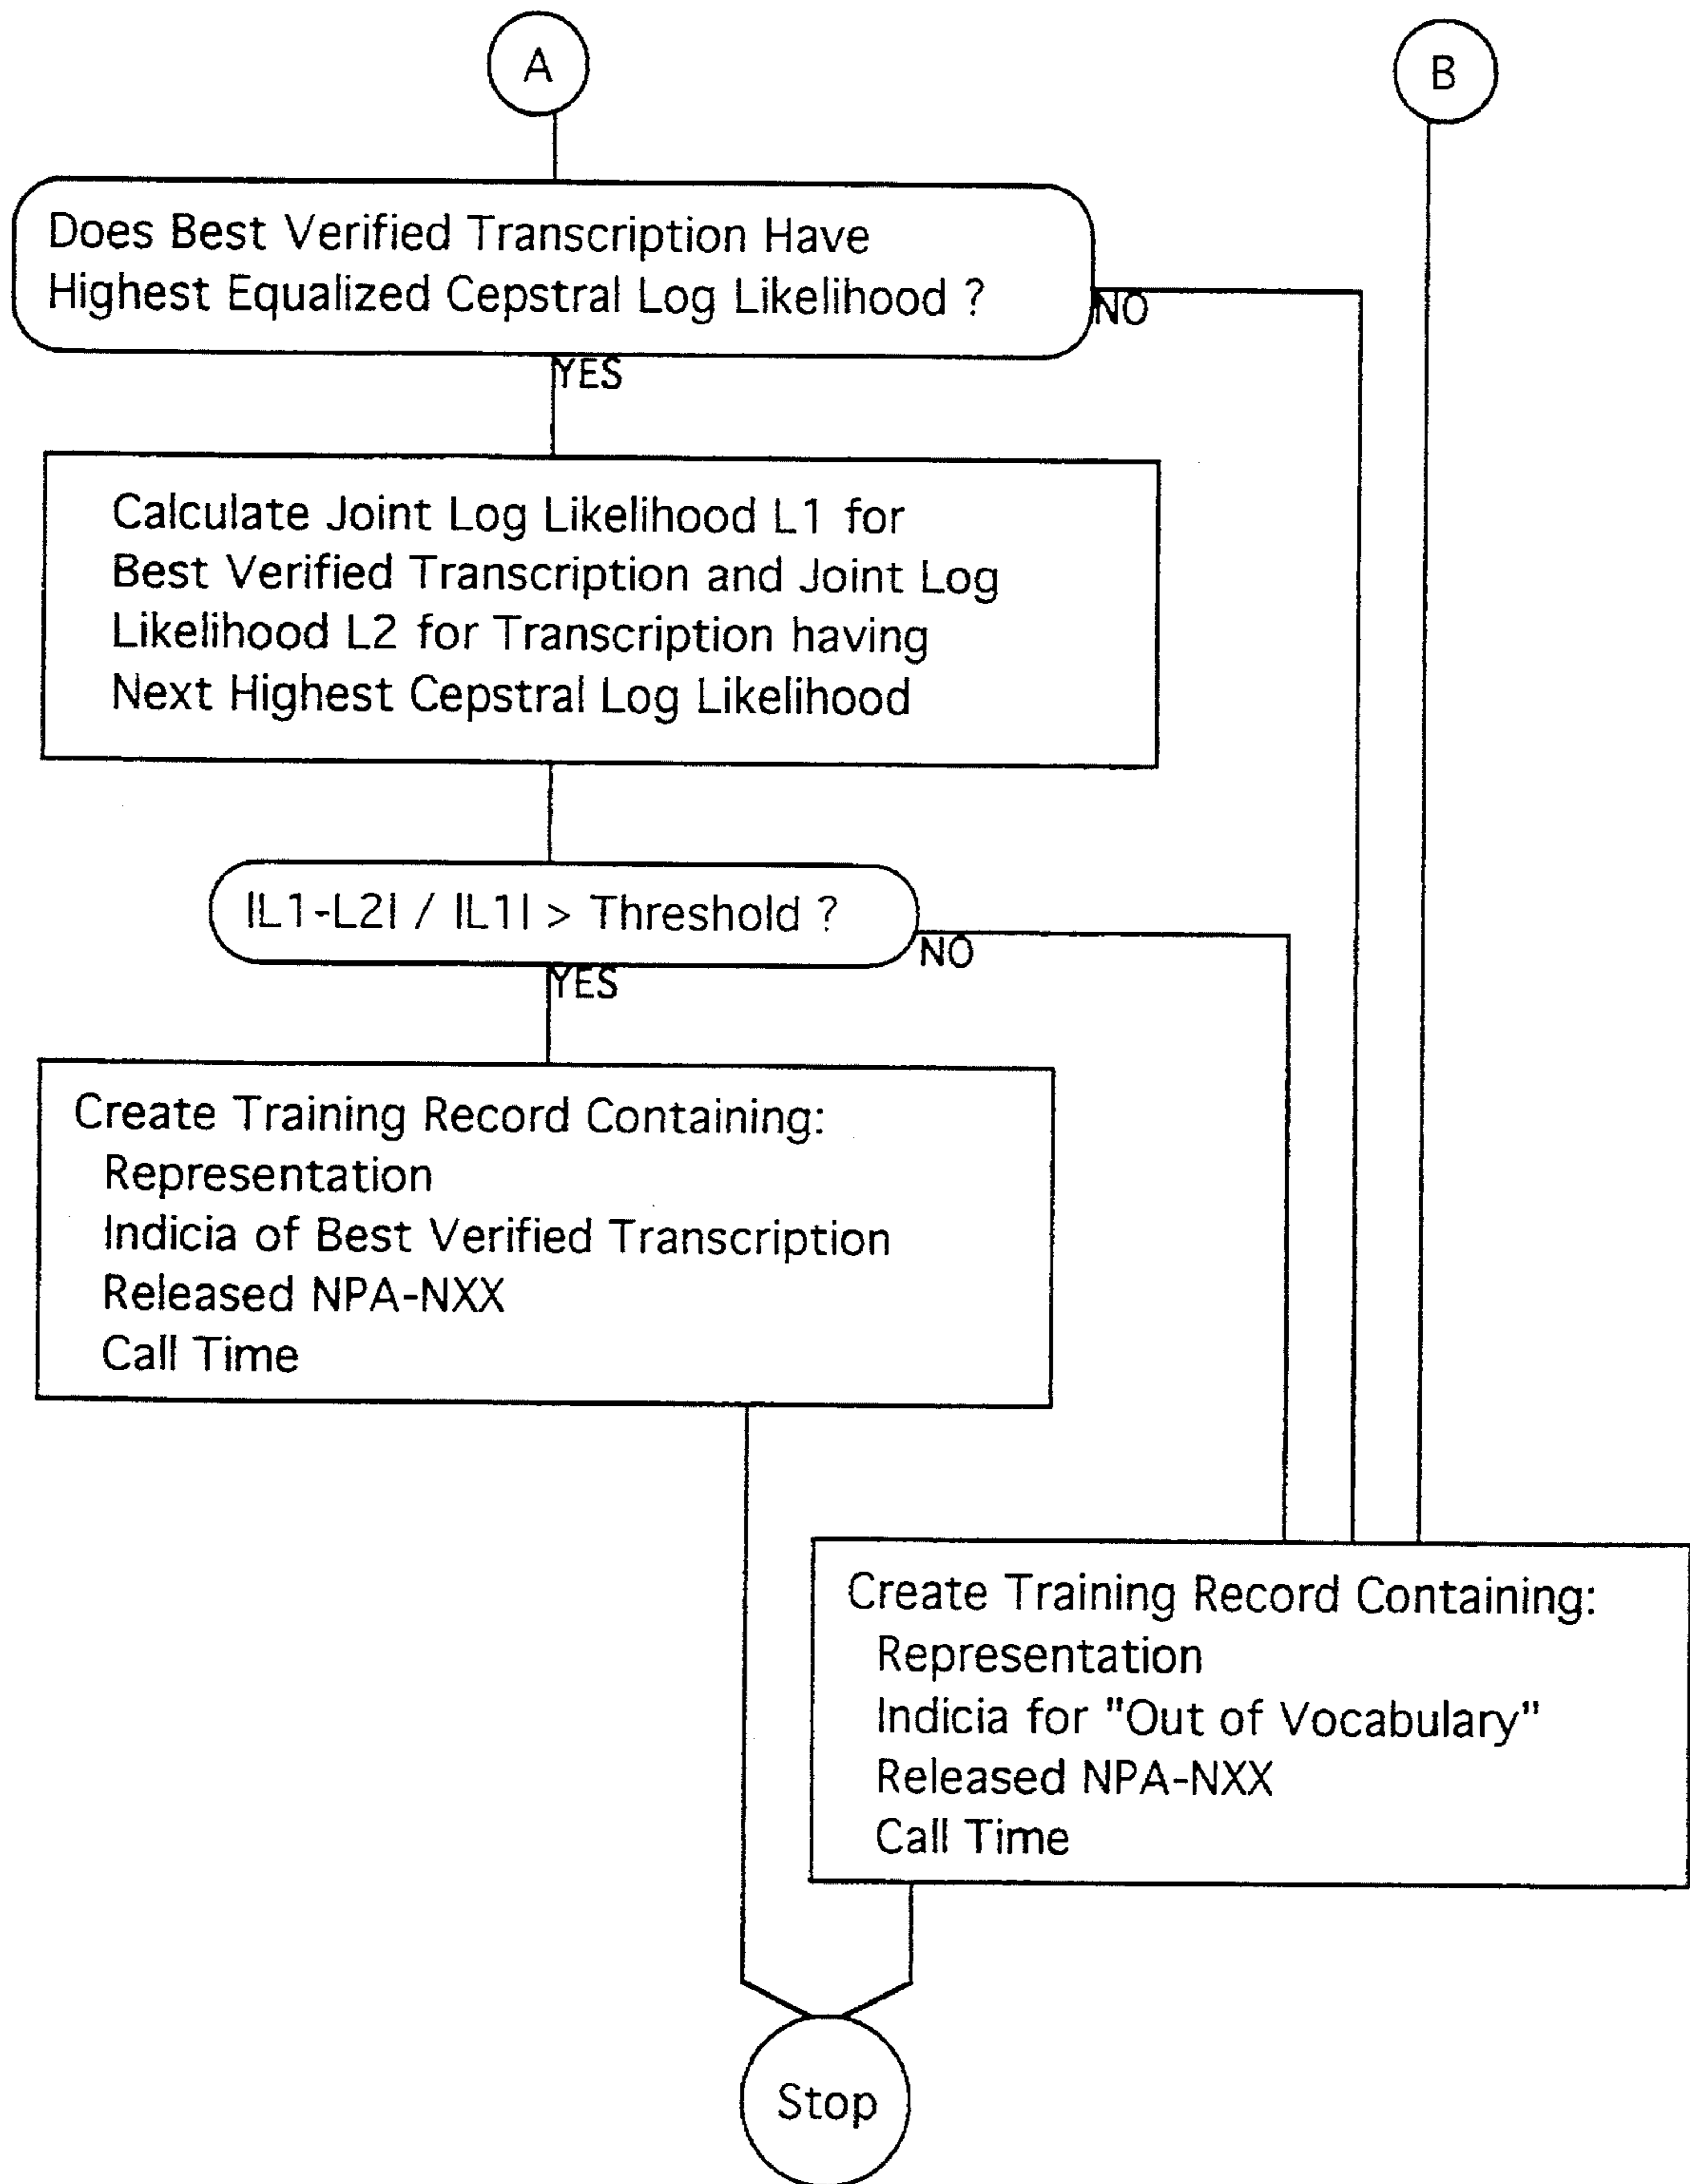 A
B
Does Best Verified Transcription Have
Highest Equalized Cepstral Log Likelihood ?
NO
YES
Calculate Joint Log Likelihood L1 for
Best Verified Transcription and Joint Log
Likelihood L2 for Transcription having
Next Highest Cepstral Log Likelihood
|L1-L2| / |L1| > Threshold ?
NO
YES
Create Training Record Containing:
Representation
Indicia of Best Verified Transcription
Released NPA-NXX
Call Time
Create Training Record Containing:
Representation
Indicia for "Out of Vocabulary"
Released NPA-NXX
Call Time
Stop